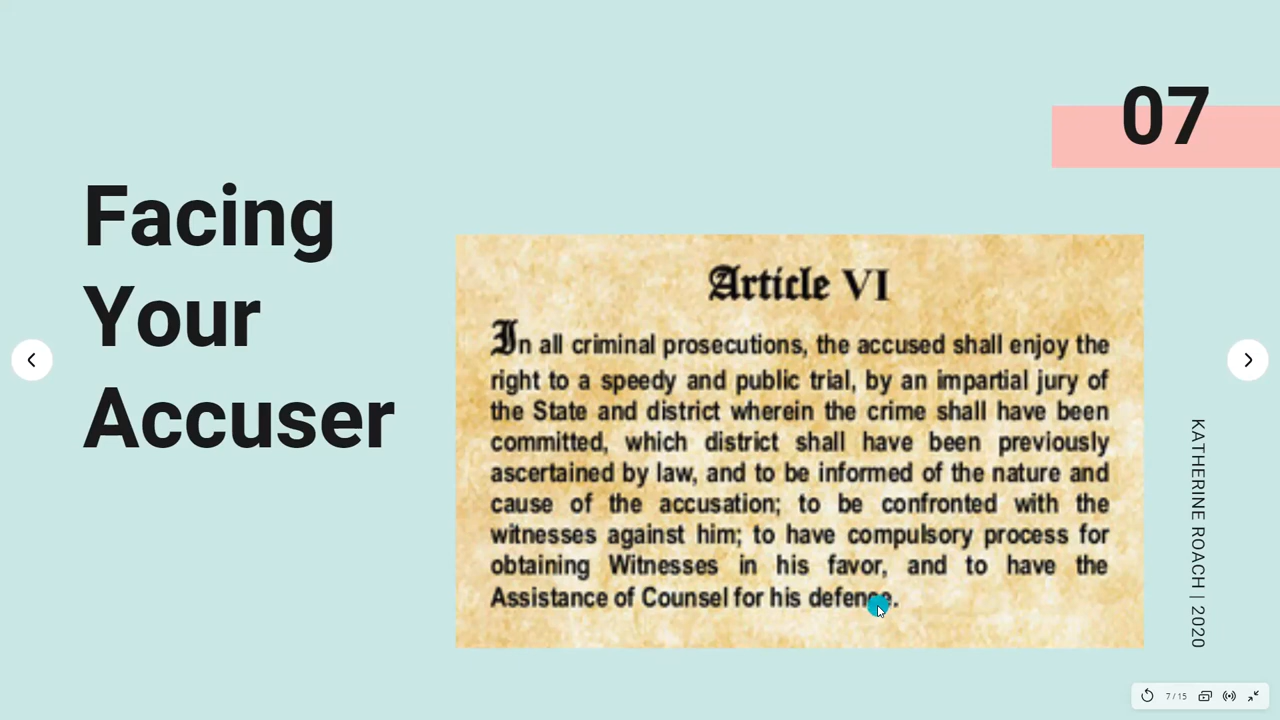 07
Facing
Your
Accuser
Article VI
In all criminal prosecutions, the accused shall enjoy the
right to a speedy and public trial, by an impartial jury of
the State and district wherein the crime shall have been
committed, which district shall have been previously
ascertained by law, and to be informed of the nature and
cause of the accusation; to be confronted with the
witnesses against him; to have compulsory process for
obtaining Witnesses in his favor, and to have the
Assistance of Counsel for his defence.
KATHERINE ROACH | 2020
7 / 15